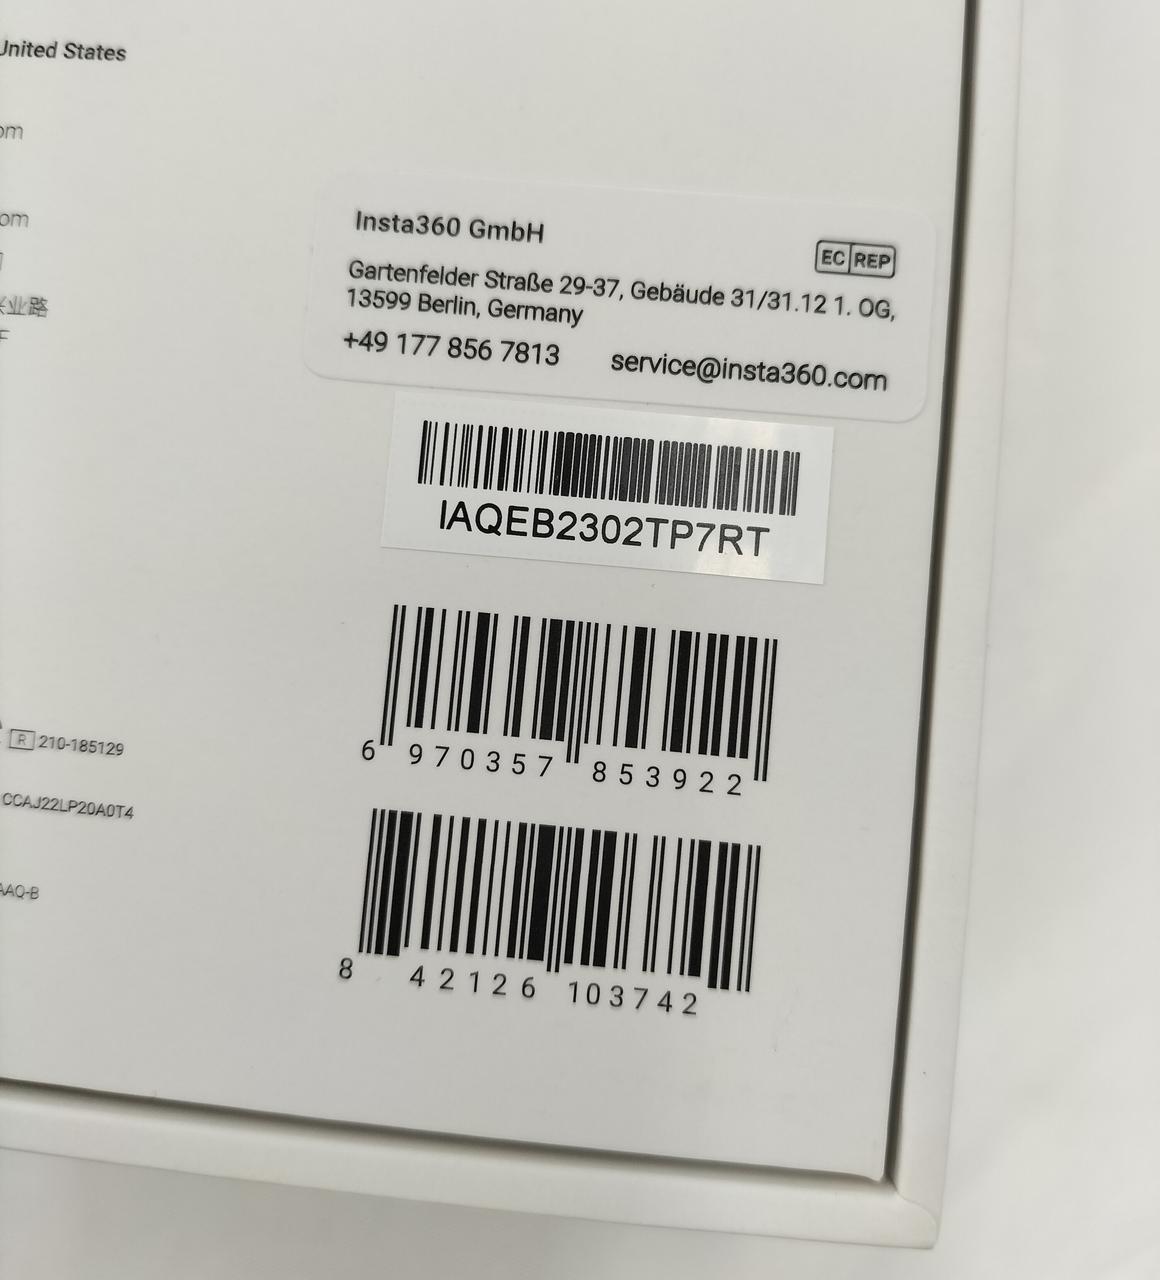 United States
om
om
业路
Insta360 GmbH
EC REP
Gartenfelder Straße 29-37, Gebäude 31/31.12 1. OG,
13599 Berlin, Germany
+49 177 856 7813 service@insta360.com
IAQEB2302TP7RT
6 970357 853922
R 210-185129
CCAJ22LP20A0T4
8 42126 103742
AAQ-B